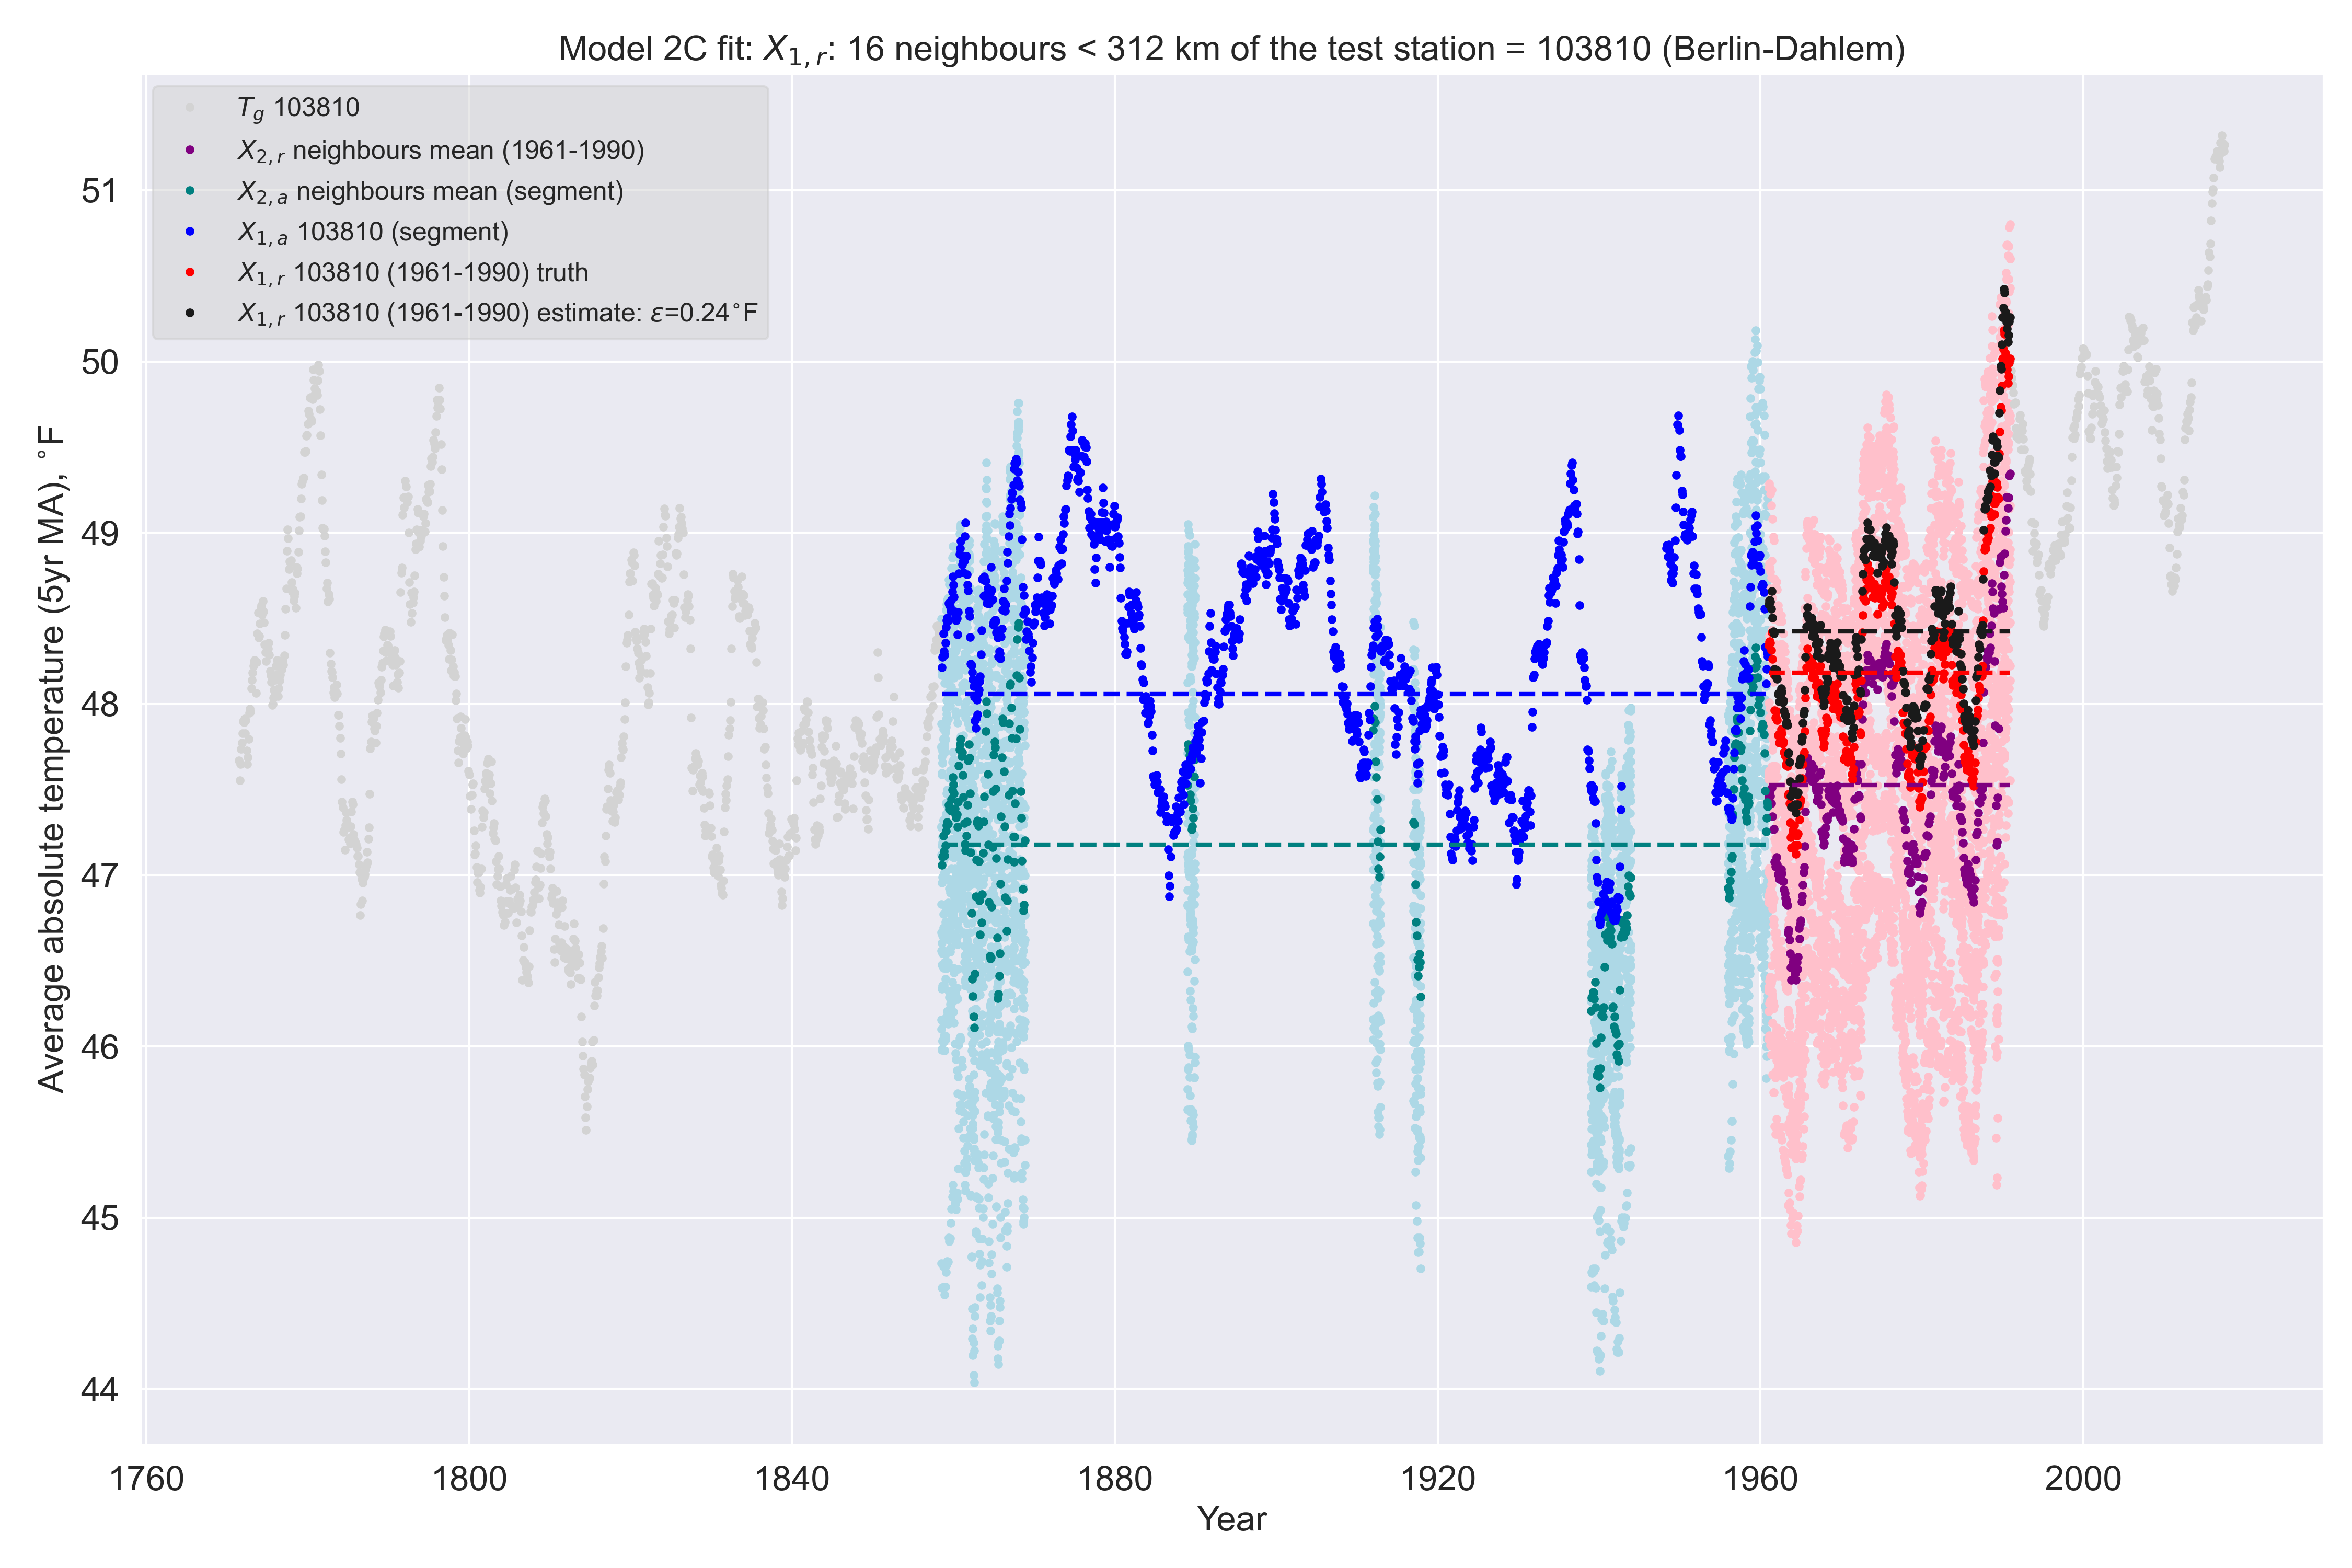 Model 2C fit: X₁,ᵣ: 16 neighbours < 312 km of the test station = 103810 (Berlin-Dahlem)
T_g 103810
X₂,ᵣ neighbours mean (1961-1990)
X₂,ₐ neighbours mean (segment)
X₁,ₐ 103810 (segment)
X₁,ᵣ 103810 (1961-1990) truth
X₁,ᵣ 103810 (1961-1990) estimate: ε=0.24°F
Average absolute temperature (5yr MA), °F
51
50
49
48
47
46
45
44
1760 1800 1840 1880 1920 1960 2000
Year